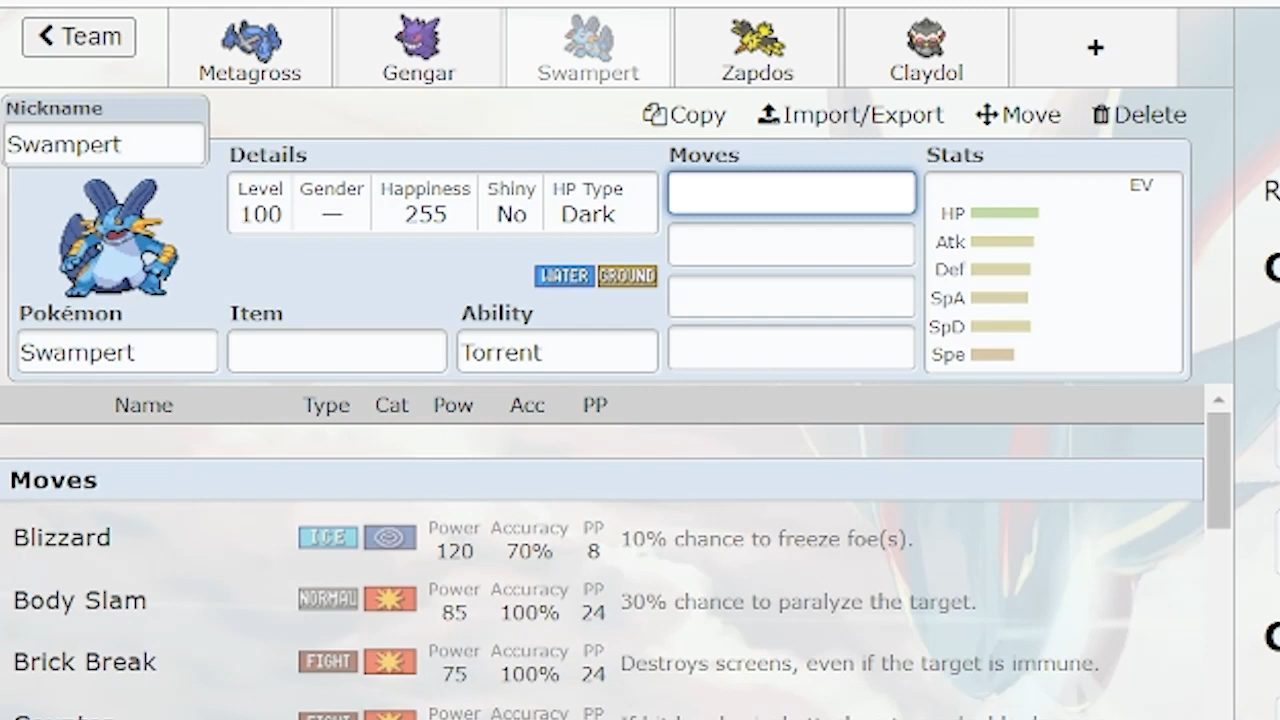 Team
Metagross
Gengar
Swampert
Zapdos
Claydol
+
Nickname
Swampert
Copy
Import/Export
Move
Delete
Details
Moves
Stats
Level
Gender
Happiness
Shiny
HP Type
100
—
255
No
Dark
EV
HP
Atk
Def
SpA
SpD
Spe
WATER GROUND
Pokémon
Item
Ability
Swampert
Torrent
Name Type Cat Pow Acc PP
Moves
Blizzard ICE Power 120 Accuracy 70% PP 8 10% chance to freeze foe(s).
Body Slam NORMAL Power 85 Accuracy 100% PP 24 30% chance to paralyze the target.
Brick Break FIGHT Power 75 Accuracy 100% PP 24 Destroys screens, even if the target is immune.
Power Accuracy PP
R